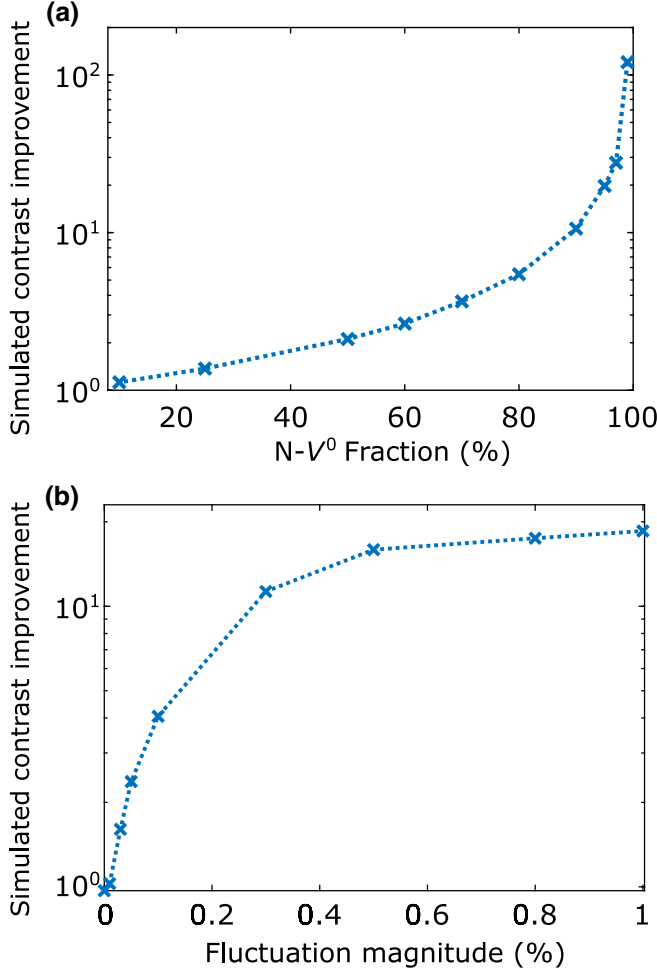 (a)
Simulated contrast improvement
10²
10¹
10⁰
20 40 60 80 100
N-V⁰ Fraction (%)
(b)
Simulated contrast improvement
10¹
10⁰
0 0.2 0.4 0.6 0.8 1
Fluctuation magnitude (%)